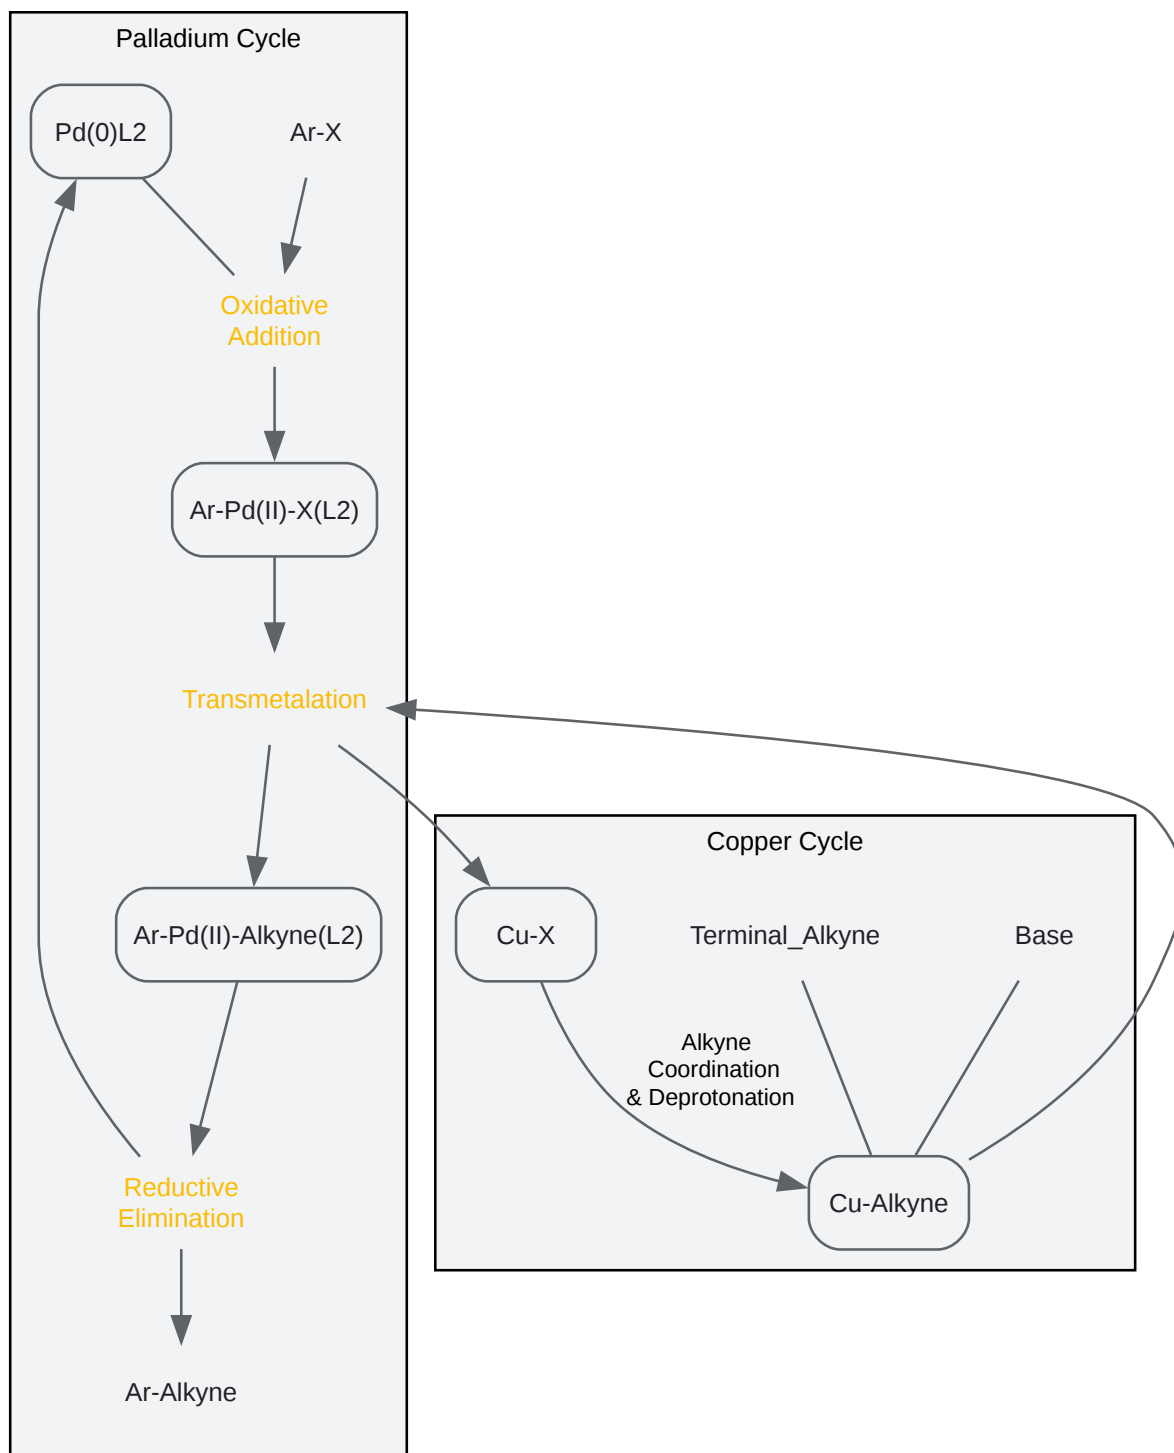 Palladium Cycle
Pd(0)L2
Ar-X
Oxidative
Addition
Ar-Pd(II)-X(L2)
Transmetalation
Copper Cycle
Ar-Pd(II)-Alkyne(L2)
Cu-X
Terminal_Alkyne
Base
Alkyne
Coordination
& Deprotonation
Reductive
Elimination
Cu-Alkyne
Ar-Alkyne